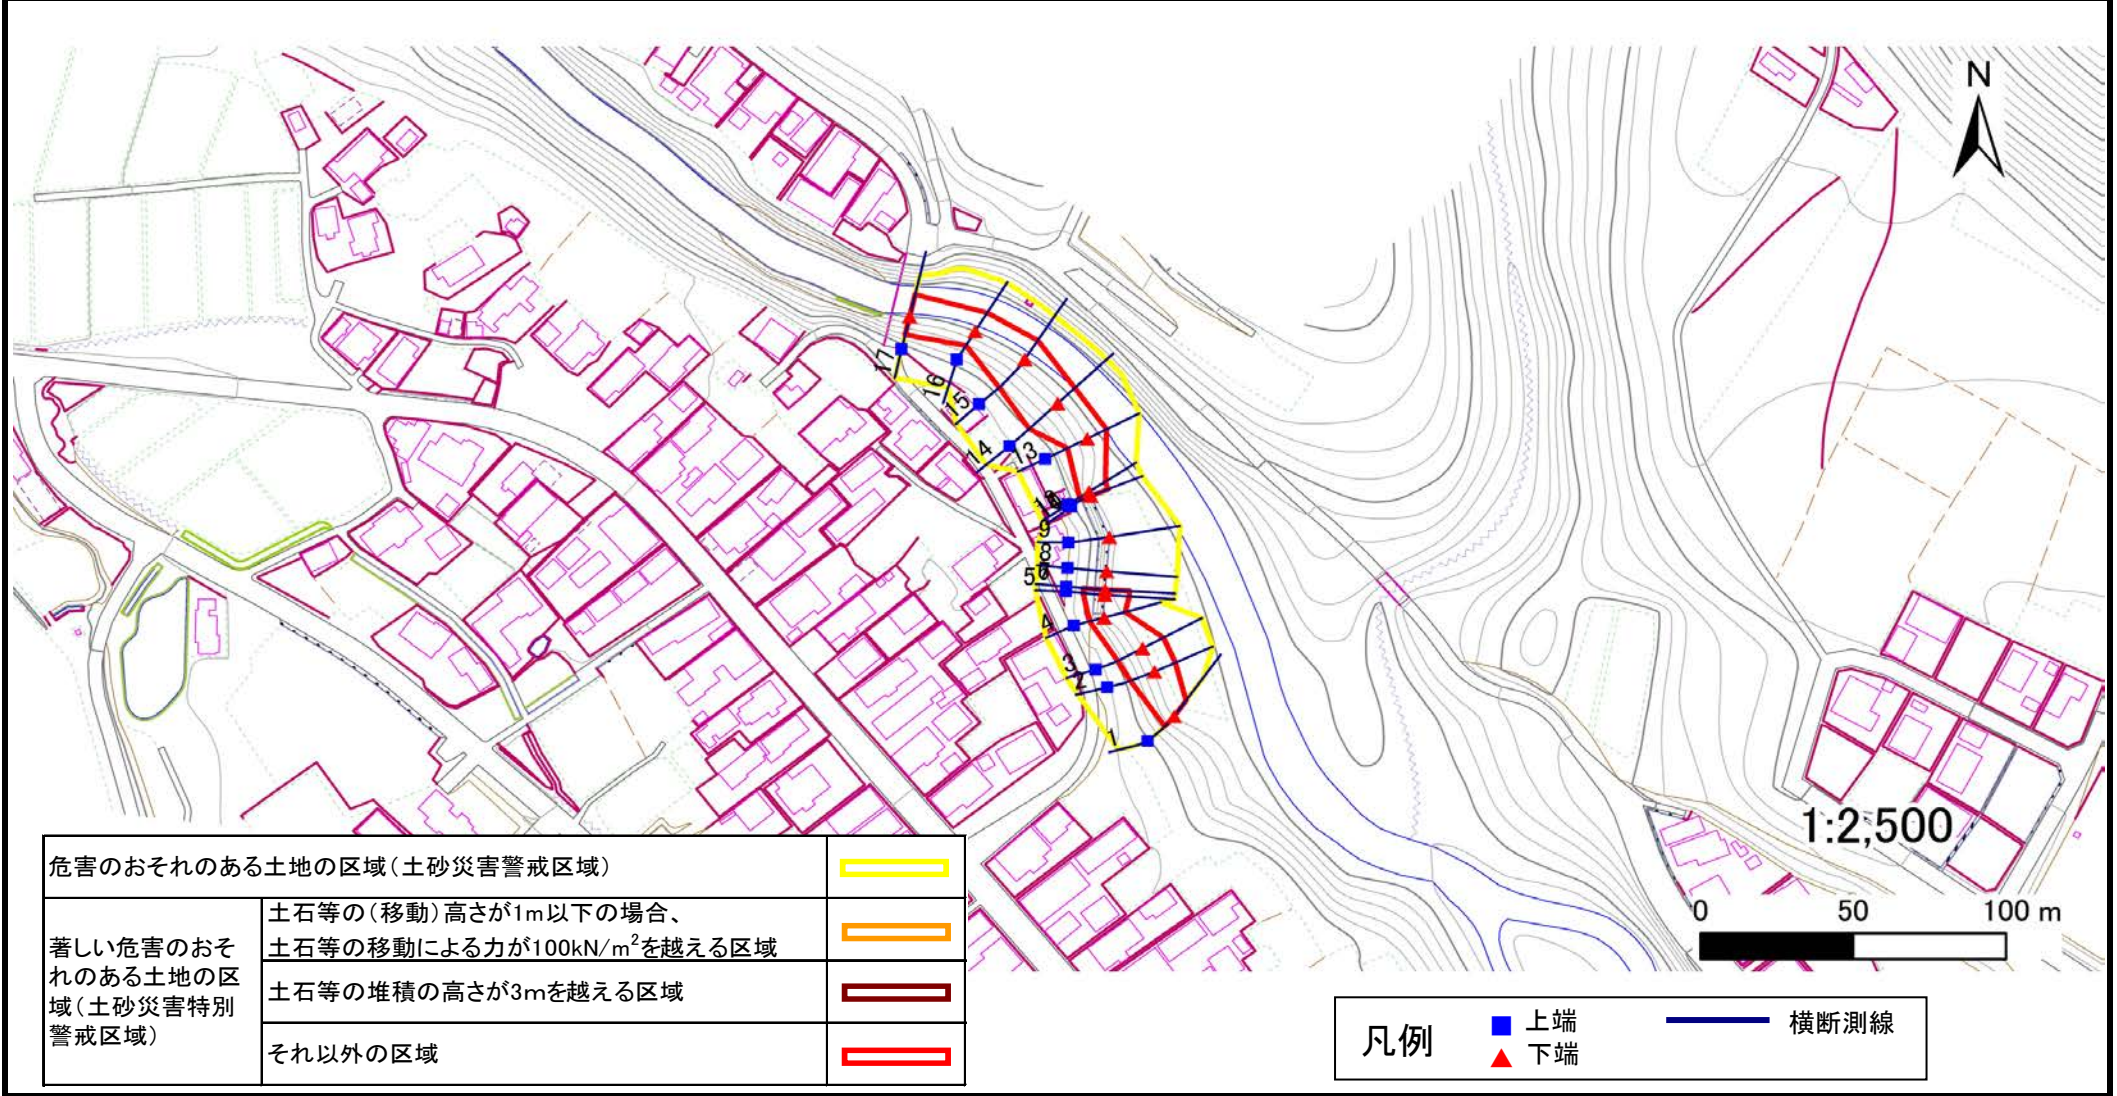 N
17
16
15
14
13
9
8
5
4
3
2
1
1:2,500
0 50 100 m
危害のおそれのある土地の区域(土砂災害警戒区域)
著しい危害のおそ
れのある土地の区
域(土砂災害特別
警戒区域)
土石等の(移動)高さが1m以下の場合、
土石等の移動による力が100kN/m²を越える区域
土石等の堆積の高さが3mを越える区域
それ以外の区域
凡例
上端
下端
横断測線